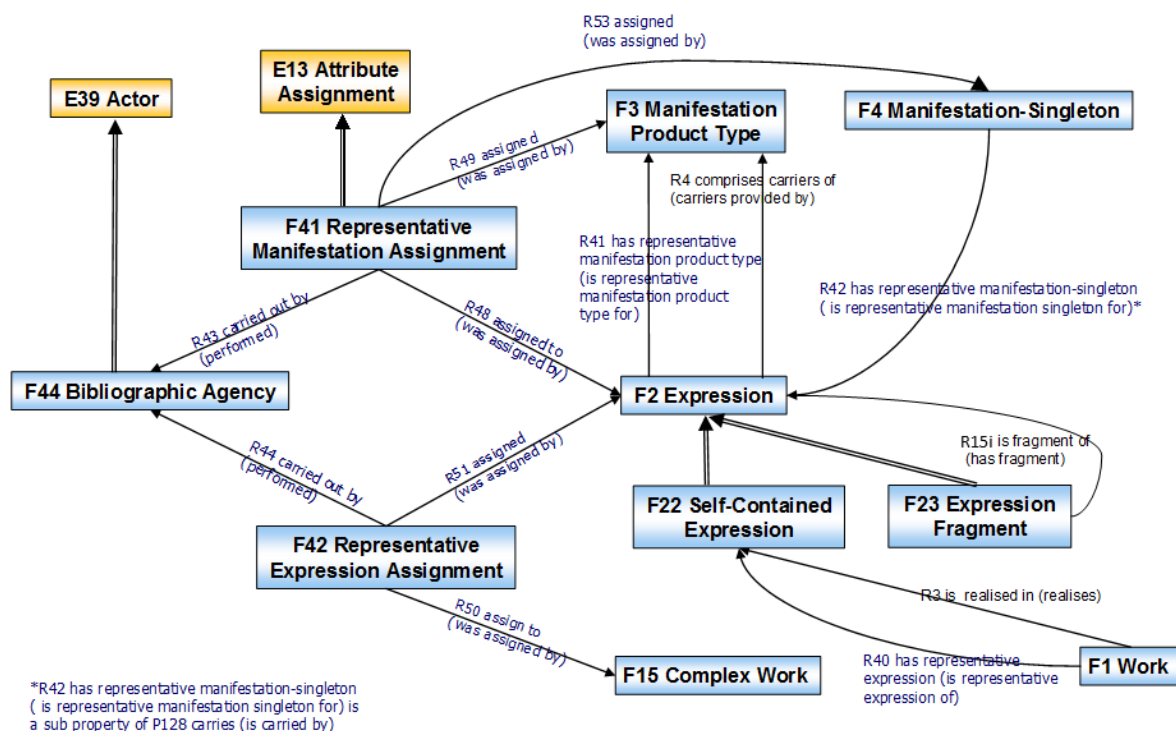 R53 assigned
(was assigned by)
E13 Attribute
Assignment
E39 Actor
F3 Manifestation
Product Type
F4 Manifestation-Singleton
R49 assigned
(was assigned by)
R4 comprises carriers of
(carriers provided by)
F41 Representative
Manifestation Assignment
R41 has representative
manifestation product type
(is representative
manifestation product
type for)
R42 has representative manifestation-singleton
( is representative manifestation singleton for)*
R43 carried out by
(performed)
R48 assigned to
(was assigned by)
F44 Bibliographic Agency
F2 Expression
R44 carried out by
(performed)
R51 assigned
(was assigned by)
R15i is fragment of
(has fragment)
F22 Self-Contained
Expression
F23 Expression
Fragment
F42 Representative
Expression Assignment
R3 is realised in (realises)
R50 assign to
(was assigned by)
F15 Complex Work
R40 has representative
expression (is representative
expression of)
F1 Work
*R42 has representative manifestation-singleton
( is representative manifestation singleton for) is
a sub property of P128 carries (is carried by)